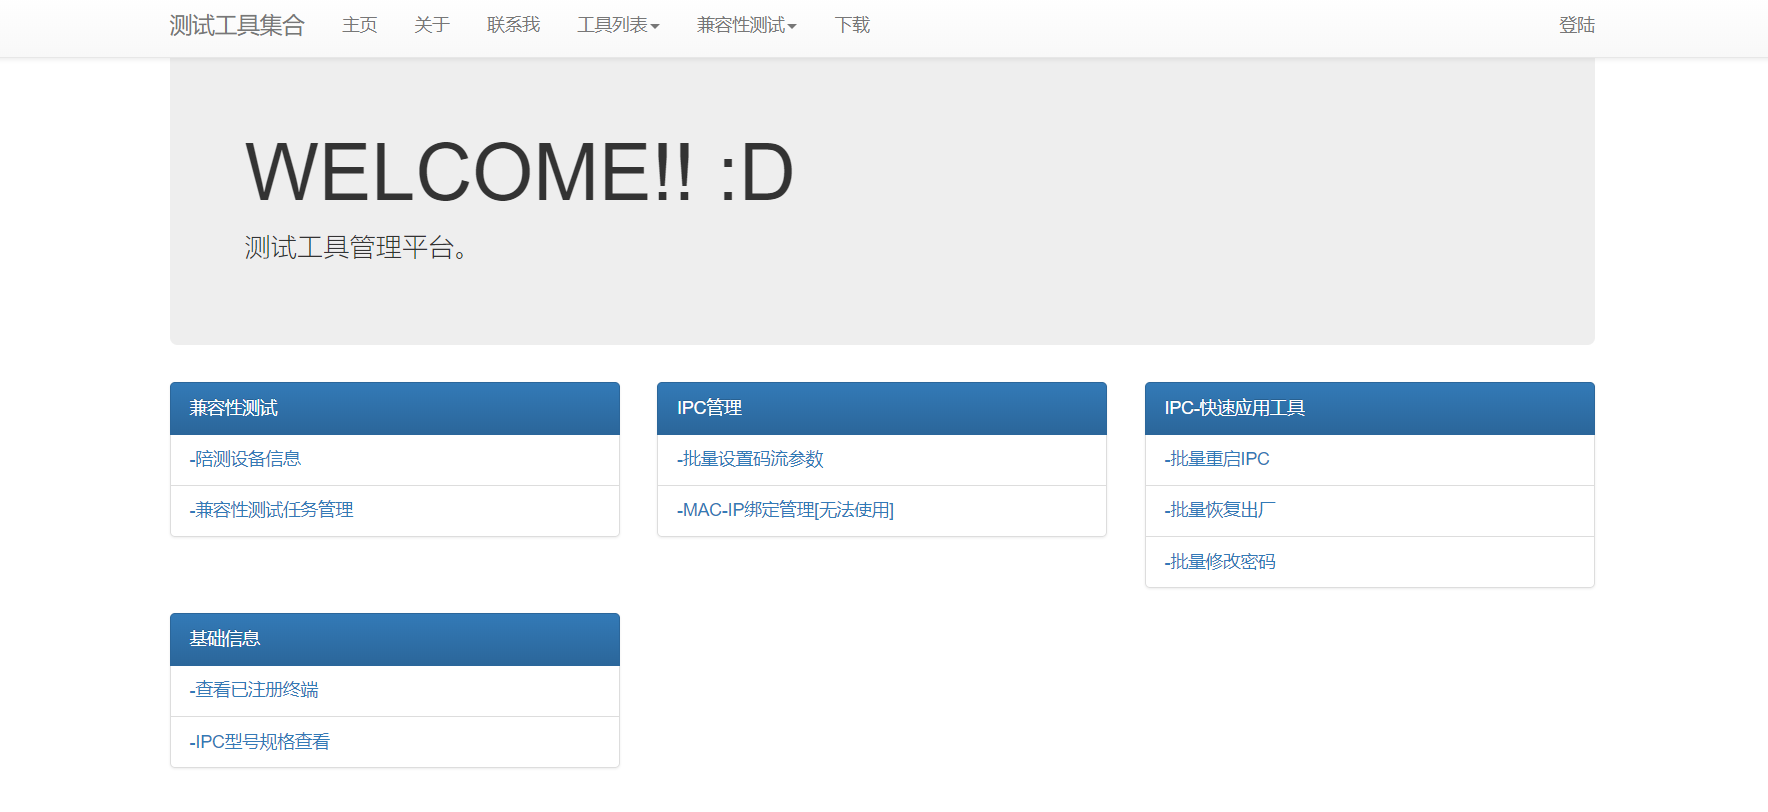 测试工具集合 主页 关于 联系我 工具列表 兼容性测试 下载 登陆
WELCOME!! :D
测试工具管理平台。
兼容性测试
-陪测设备信息
-兼容性测试任务管理
IPC管理
-批量设置码流参数
-MAC-IP绑定管理[无法使用]
IPC-快速应用工具
-批量重启IPC
-批量恢复出厂
-批量修改密码
基础信息
-查看已注册终端
-IPC型号规格查看